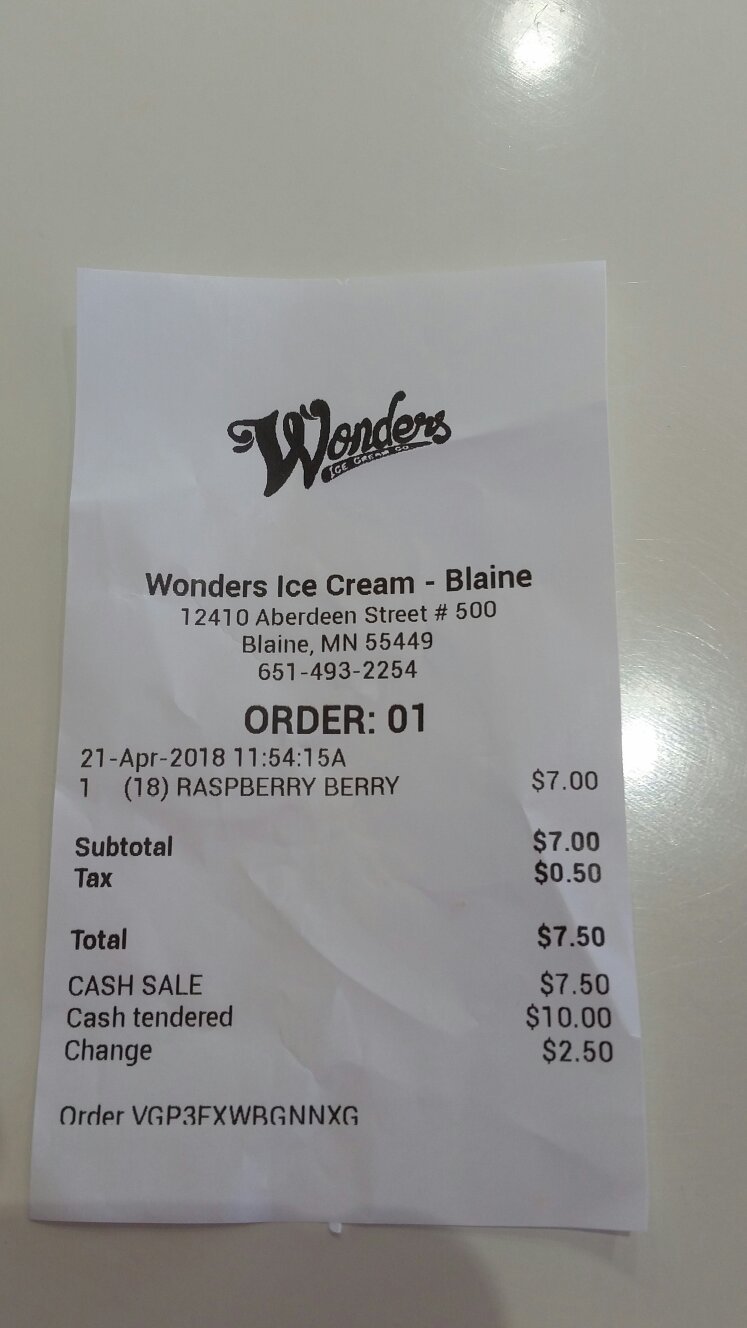 Wonders
ICE CREAM CO.
Wonders Ice Cream - Blaine
12410 Aberdeen Street # 500
Blaine, MN 55449
651-493-2254
ORDER: 01
21-Apr-2018 11:54:15A
1 (18) RASPBERRY BERRY $7.00
Subtotal $7.00
Tax $0.50
Total $7.50
CASH SALE $7.50
Cash tendered $10.00
Change $2.50
Order VGP3FXWBGNNXG